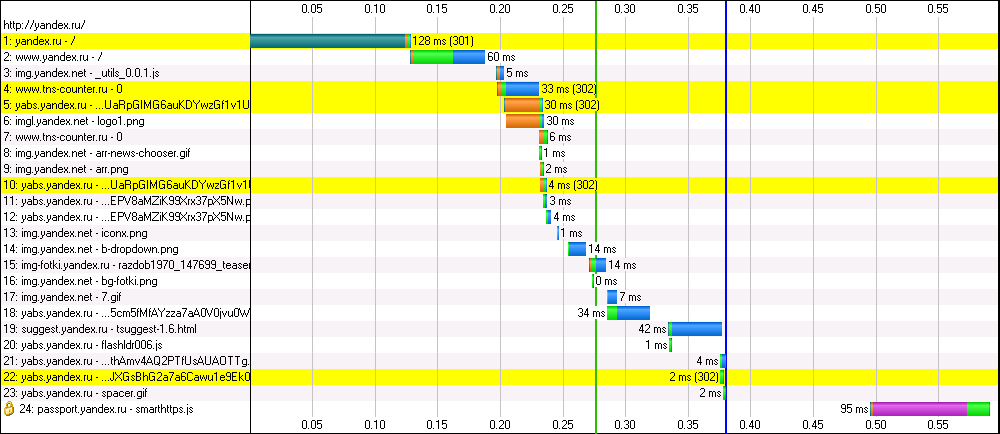 0.05 0.10 0.15 0.20 0.25 0.30 0.35 0.40 0.45 0.50 0.55
http://yandex.ru/
1: yandex.ru - / 128 ms (301)
2: www.yandex.ru - / 60 ms
3: img.yandex.net - _utils_0.0.1.js 5 ms
4: www.tns-counter.ru - 0 33 ms (302)
5: yabs.yandex.ru - ...UaRpGIMG6auKDYwzGf1v1U 30 ms (302)
6: imgl.yandex.net - logo1.png 30 ms
7: www.tns-counter.ru - 0 6 ms
8: img.yandex.net - arr-news-chooser.gif 1 ms
9: img.yandex.net - arr.png 2 ms
10: yabs.yandex.ru - ...UaRpGIMG6auKDYwzGf1v1U 4 ms (302)
11: yabs.yandex.ru - ...EPV8aMZiK99Xrx37pX5Nw.p 3 ms
12: yabs.yandex.ru - ...EPV8aMZiK99Xrx37pX5Nw.p 4 ms
13: img.yandex.net - iconx.png 1 ms
14: img.yandex.net - b-dropdown.png 14 ms
15: img-fotki.yandex.ru - razdob1970_147699_teaser 14 ms
16: img.yandex.net - bg-fotki.png 0 ms
17: img.yandex.net - 7.gif 7 ms
18: yabs.yandex.ru - ...5cm5fMfAYzza7aA0V0jvu0W 34 ms
19: suggest.yandex.ru - tsuggest-1.6.html 42 ms
20: yabs.yandex.ru - flashldr006.js 1 ms
21: yabs.yandex.ru - ...thAmv4AQ2PTfUsAUAOTTg. 4 ms
22: yabs.yandex.ru - ...JXGsBhG2a7a6Cawu1e9Ek0 2 ms (302)
23: yabs.yandex.ru - spacer.gif 2 ms
24: passport.yandex.ru - smarthttps.js 95 ms
0.05 0.10 0.15 0.20 0.25 0.30 0.35 0.40 0.45 0.50 0.55